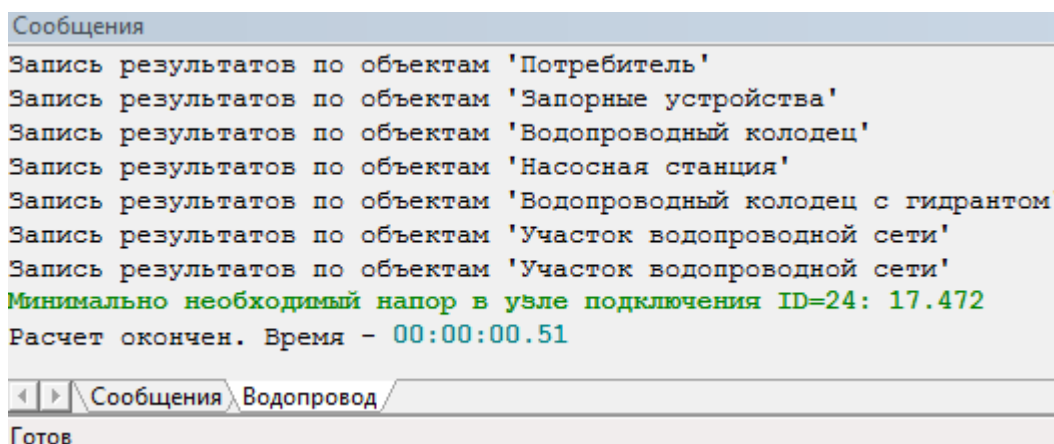 Сообщения
Запись результатов по объектам 'Потребитель'
Запись результатов по объектам 'Запорные устройства'
Запись результатов по объектам 'Водопроводный колодец'
Запись результатов по объектам 'Насосная станция'
Запись результатов по объектам 'Водопроводный колодец с гидрантом'
Запись результатов по объектам 'Участок водопроводной сети'
Запись результатов по объектам 'Участок водопроводной сети'
Минимально необходимый напор в узле подключения ID=24: 17.472
Расчет окончен. Время - 00:00:00.51
Сообщения Водопровод
Готов